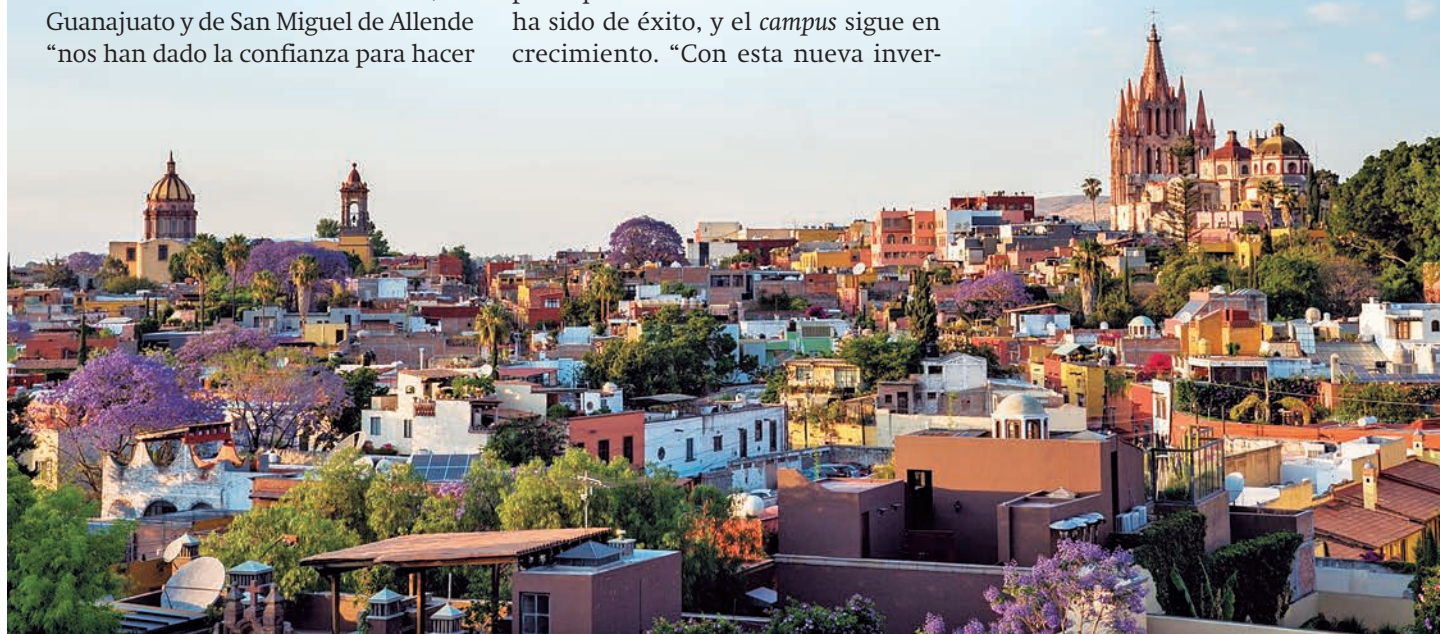 Guanajuato y de San Miguel de Allende
“nos han dado la confianza para hacer
ha sido de éxito, y el campus sigue en
crecimiento. “Con esta nueva inver-